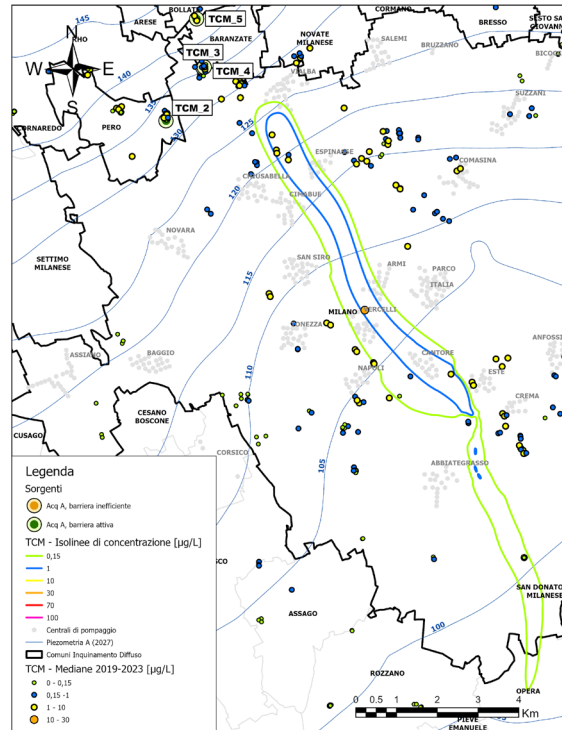 BOLLATE
CORMANO
SESTO SAN
145
TCM_5
BRESSO
GIOVANNI
ARESE
RHO
N
BARANZATE
NOVATE
MILANESE
SALEMI
BRUZZANO
TCM_3
BICOCCA
W
E
140
TCM_4
VIALBA
S
135
SUZZANI
TCM_2
CORNAREDO
PERO
130
125
ESPINASSE
COMASINA
CHIUSABELLA
120
CIMABUE
NOVARA
SETTIMO
MILANESE
SAN SIRO
ARMI
PARCO
ITALIA
115
MILANO
VERCELLI
GONEZZA
ANFOSSI
ASSIANO
BAGGIO
CANTORE
NAPOLI
ESTE
110
CREMA
CESANO
BOSCONE
CUSAGO
CORSICO
ABBIATEGRASSO
105
SAN DONATO
MILANESE
ASSAGO
100
ROZZANO
OPERA
PIEVE
EMANUELE
0 0.5 1 2 3 4
Km
Legenda
Sorgenti
Acq A, barriera inefficiente
Acq A, barriera attiva
TCM - Isolinee di concentrazione [µg/L]
0,15
1
10
30
70
100
Centrali di pompaggio
Piezometria A (2027)
Comuni Inquinamento Diffuso
TCM - Mediane 2019-2023 [µg/L]
0 - 0,15
0,15 -1
1 - 10
10 - 30